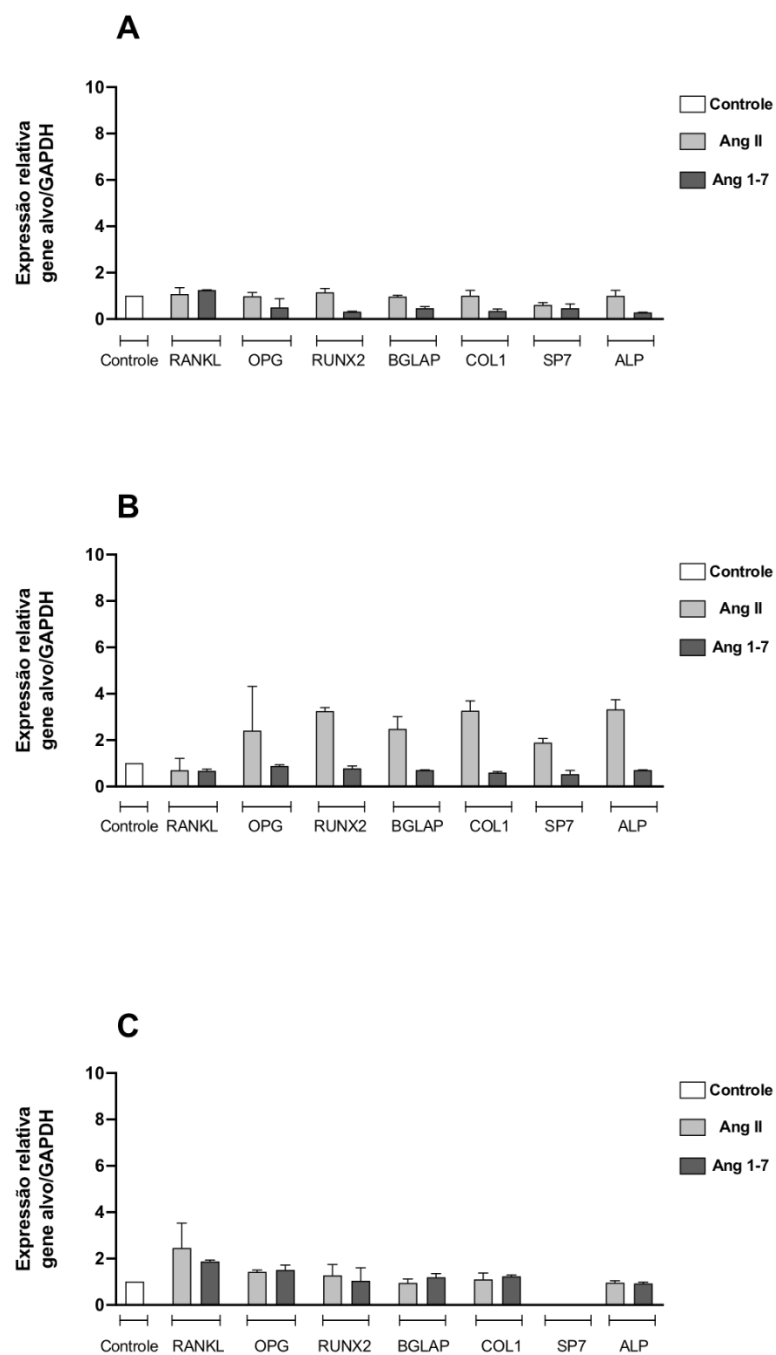 A
Expressão relativa
gene alvo/GAPDH
10
8
6
4
2
0
Controle RANKL OPG RUNX2 BGLAP COL1 SP7 ALP
Controle
Ang II
Ang 1-7
B
Expressão relativa
gene alvo/GAPDH
10
8
6
4
2
0
Controle RANKL OPG RUNX2 BGLAP COL1 SP7 ALP
Controle
Ang II
Ang 1-7
C
Expressão relativa
gene alvo/GAPDH
10
8
6
4
2
0
Controle RANKL OPG RUNX2 BGLAP COL1 SP7 ALP
Controle
Ang II
Ang 1-7